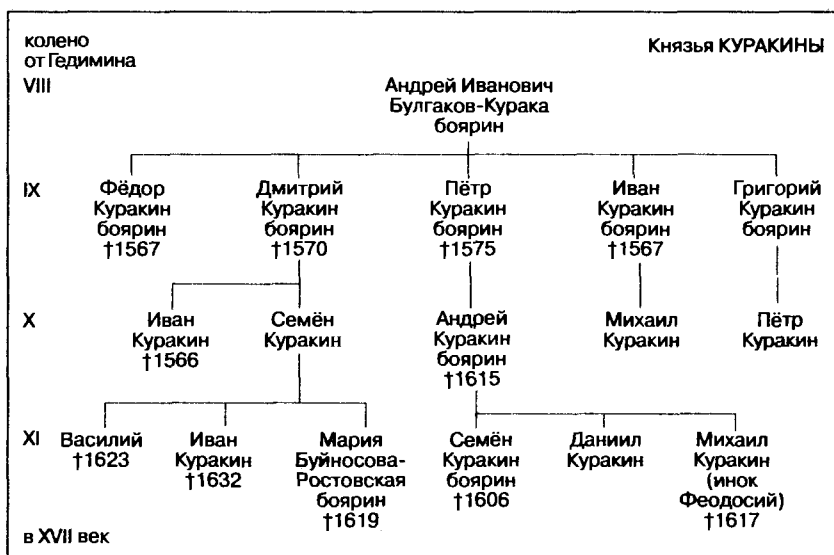 колено
от Гедимина
Князья КУРАКИНЫ
VIII
Андрей Иванович
Булгаков-Курака
боярин
IX
Фёдор
Куракин
боярин
†1567
Дмитрий
Куракин
боярин
†1570
Пётр
Куракин
боярин
†1575
Иван
Куракин
боярин
†1567
Григорий
Куракин
боярин
X
Иван
Куракин
†1566
Семён
Куракин
Андрей
Куракин
боярин
†1615
Михаил
Куракин
Пётр
Куракин
XI
Василий
†1623
Иван
Куракин
†1632
Мария
Буйносова-
Ростовская
боярин
†1619
Семён
Куракин
боярин
†1606
Даниил
Куракин
Михаил
Куракин
(инок
Феодосий)
†1617
в XVII век